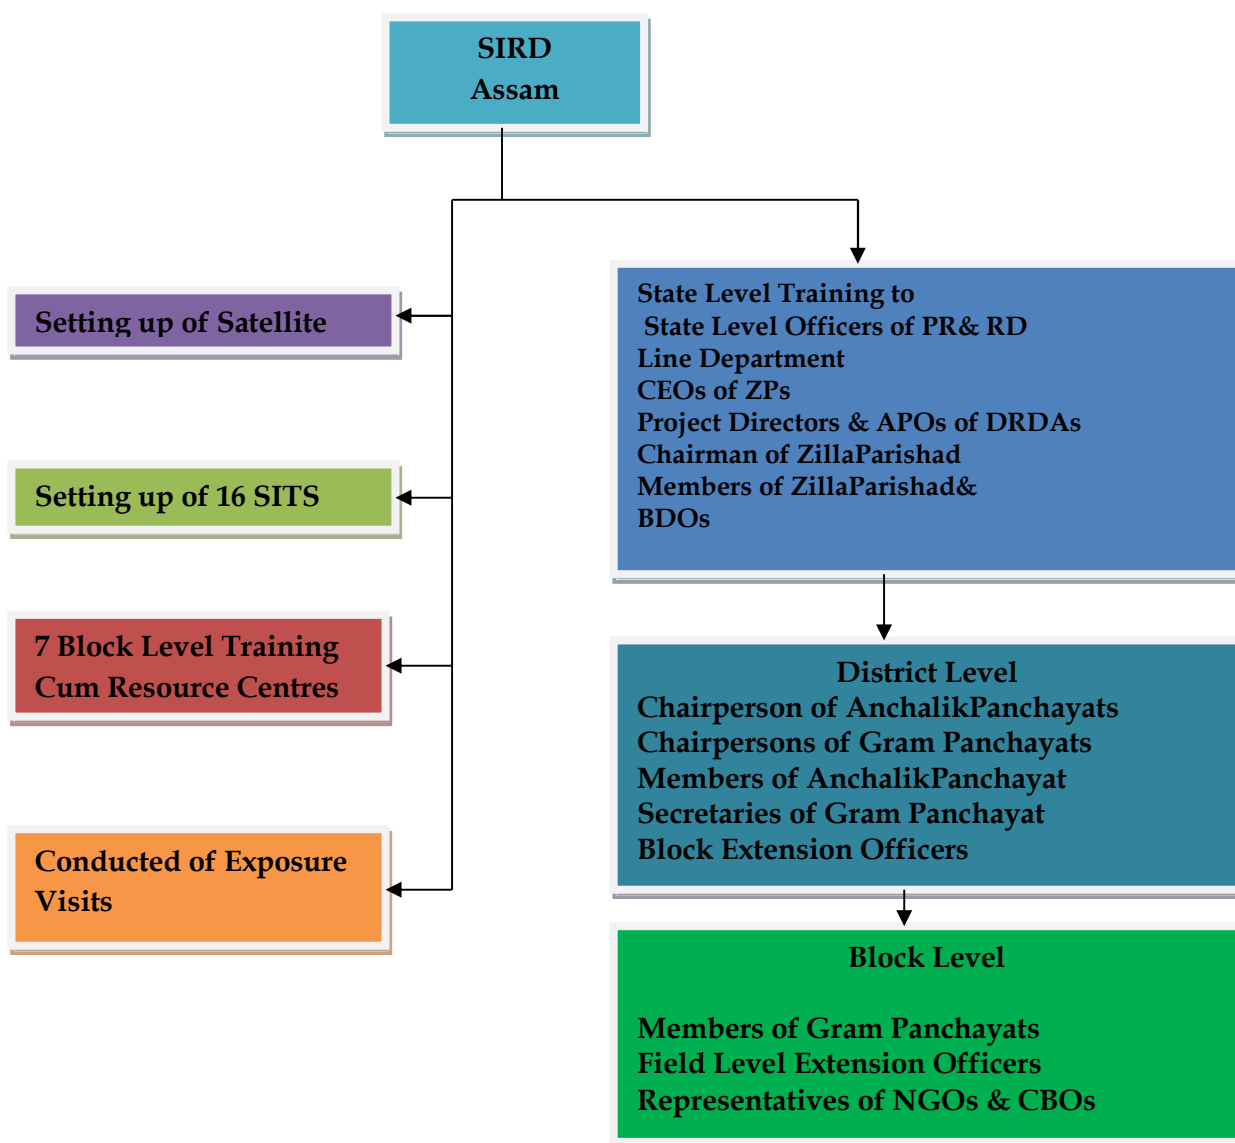 SIRD
Assam
Setting up of Satellite
Setting up of 16 SITS
7 Block Level Training
Cum Resource Centres
Conducted of Exposure
Visits
State Level Training to
State Level Officers of PR& RD
Line Department
CEOs of ZPs
Project Directors & APOs of DRDAs
Chairman of ZillaParishad
Members of ZillaParishad&
BDOs
District Level
Chairperson of AnchalikPanchayats
Chairpersons of Gram Panchayats
Members of AnchalikPanchayat
Secretaries of Gram Panchayat
Block Extension Officers
Block Level
Members of Gram Panchayats
Field Level Extension Officers
Representatives of NGOs & CBOs